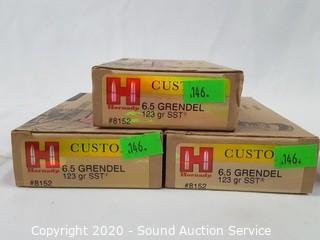 CUSTO
.146.
H
Hornady
6.5 GRENDEL
123 gr SST®
#8152
CUSTO
.146.
H
Hornady
6.5 GRENDEL
123 gr SST®
#8152
CUSTO
.146.
H
Hornady
6.5 GRENDEL
123 gr SST®
#8152
Copyright - 2020 - Sound Auction Service